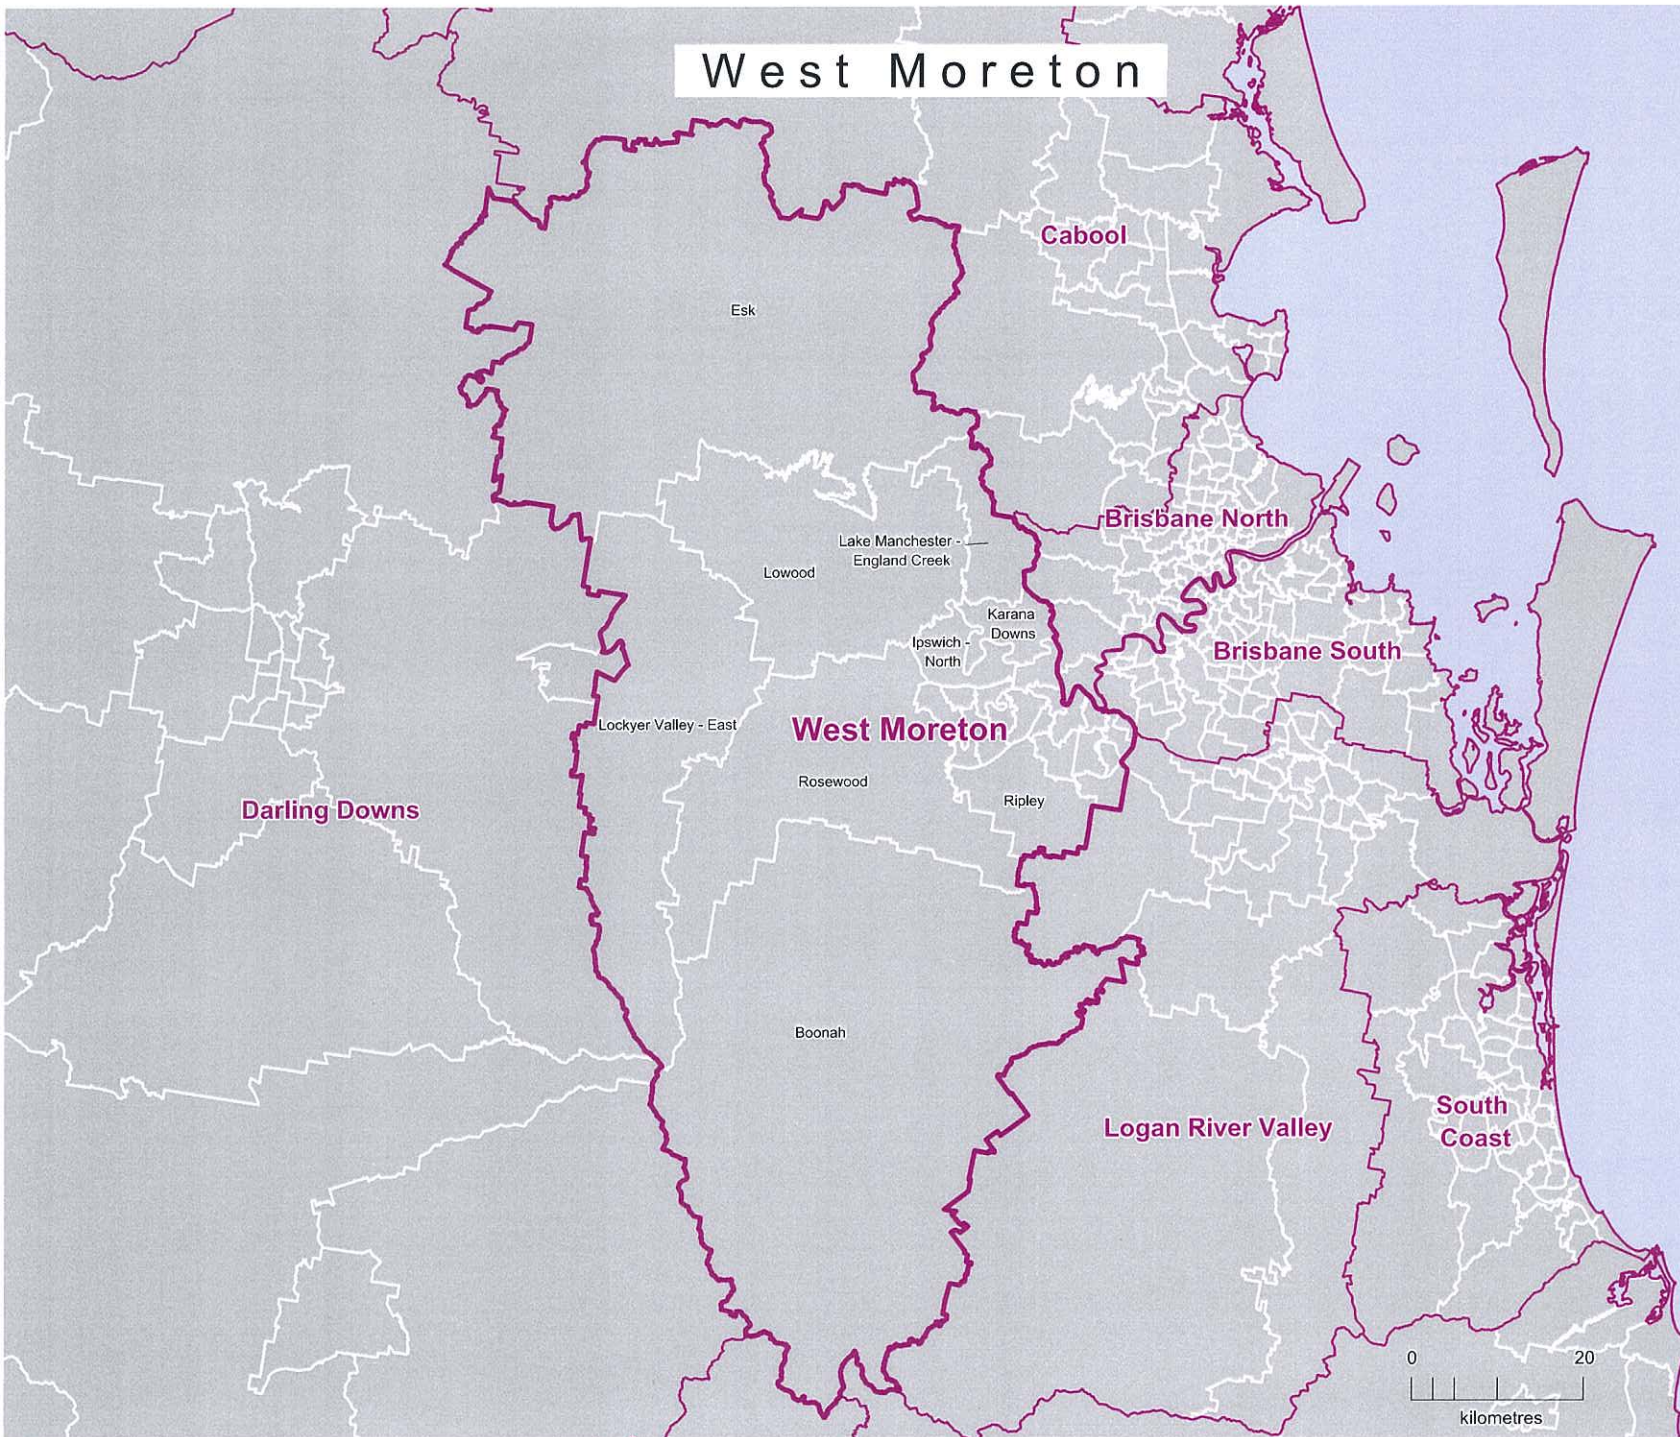 West Moreton
Cabool
Esk
Brisbane North
Lake Manchester -
England Creek
Lowood
Karana
Downs
Ipswich -
North
Brisbane South
Lockyer Valley - East
West Moreton
Rosewood
Ripley
Darling Downs
Boonah
South
Coast
Logan River Valley
0 20
kilometres